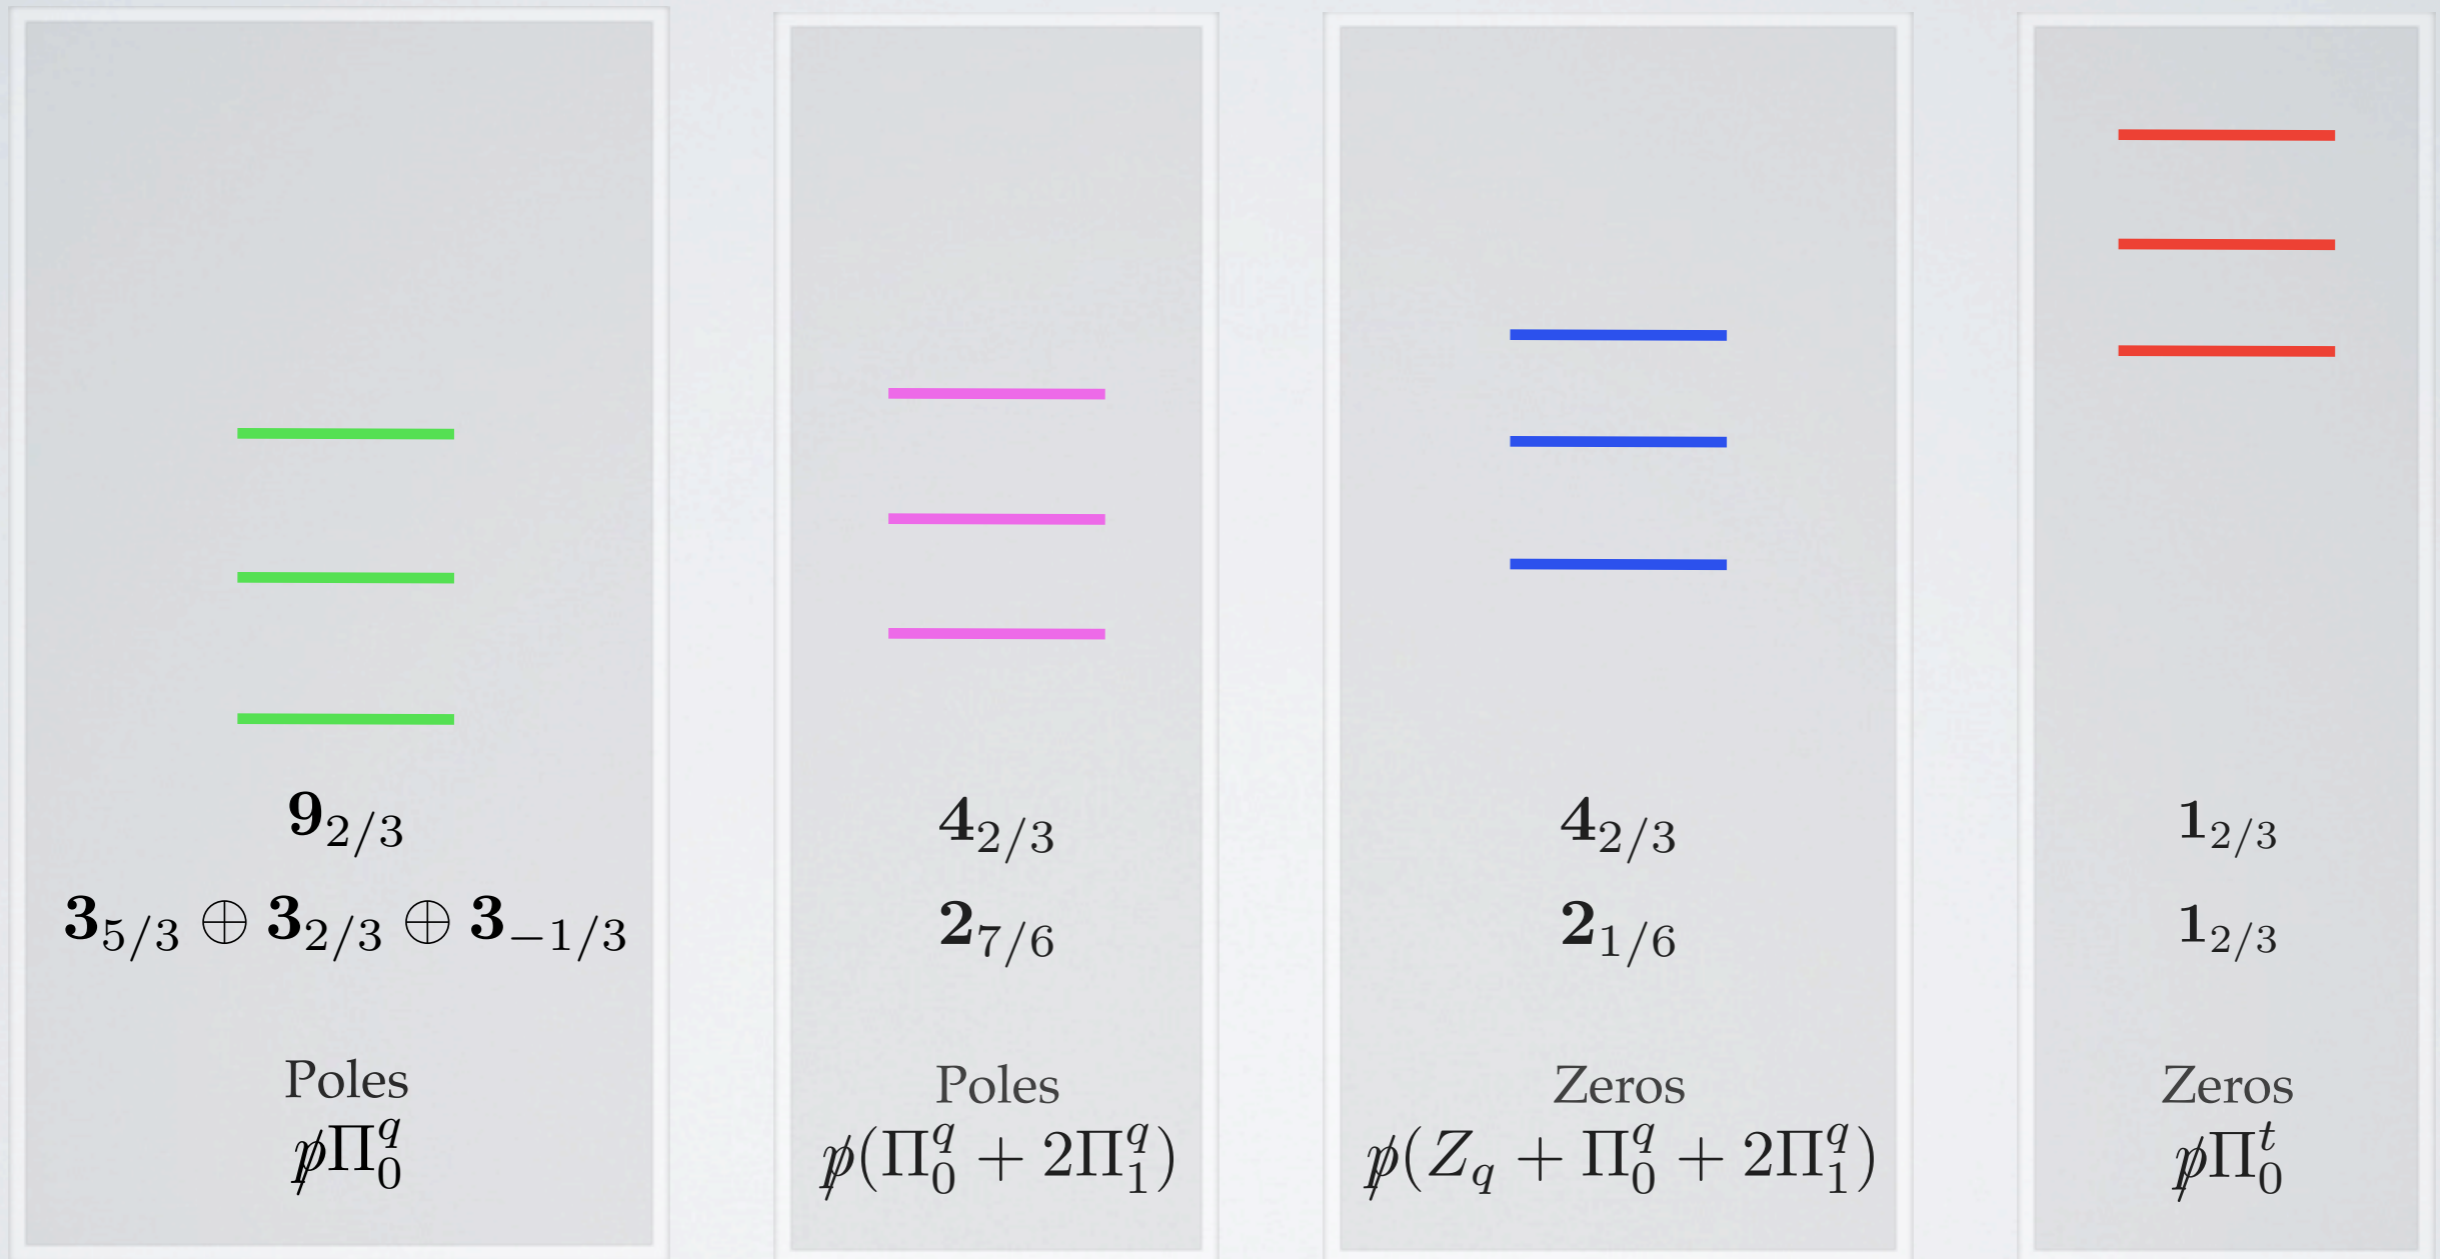 𝟗_{2/3}
𝟑_{5/3} ⊕ 𝟑_{2/3} ⊕ 𝟑_{−1/3}
Poles
p̸Π_0^q
𝟒_{2/3}
𝟐_{7/6}
Poles
p̸(Π_0^q + 2Π_1^q)
𝟒_{2/3}
𝟐_{1/6}
Zeros
p̸(Z_q + Π_0^q + 2Π_1^q)
𝟏_{2/3}
𝟏_{2/3}
Zeros
p̸Π_0^t